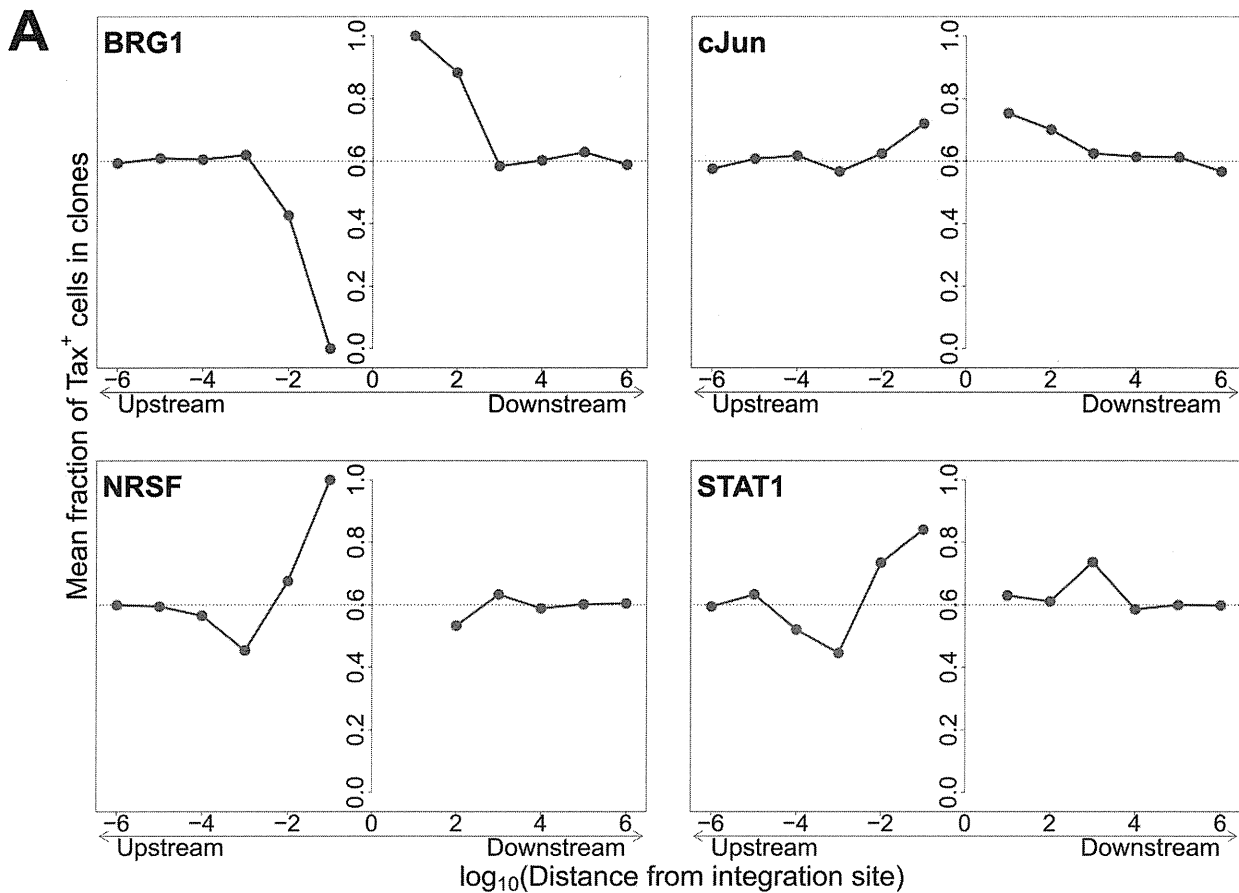 A
BRG1
cJun
Mean fraction of Tax⁺ cells in clones
0.0 0.2 0.4 0.6 0.8 1.0
0.0 0.2 0.4 0.6 0.8 1.0
−6 −4 −2 0 2 4 6
−6 −4 −2 0 2 4 6
Upstream Downstream
Upstream Downstream
NRSF
STAT1
0.0 0.2 0.4 0.6 0.8 1.0
0.0 0.2 0.4 0.6 0.8 1.0
−6 −4 −2 0 2 4 6
−6 −4 −2 0 2 4 6
Upstream Downstream
Upstream Downstream
log₁₀(Distance from integration site)